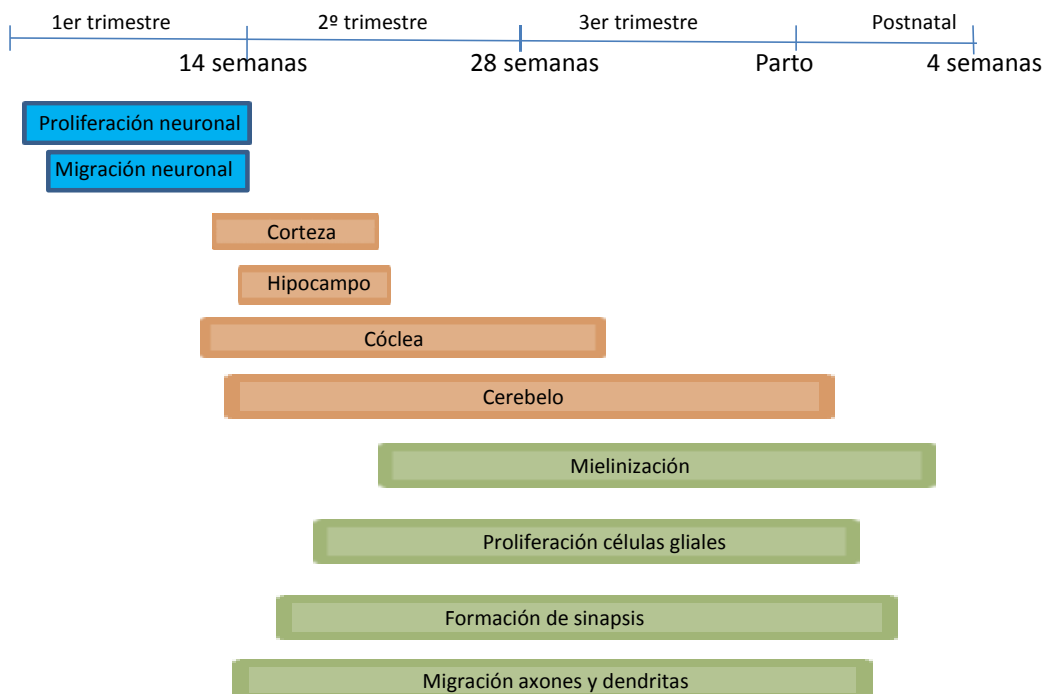 1er trimestre 2º trimestre 3er trimestre Postnatal
14 semanas 28 semanas Parto 4 semanas
Proliferación neuronal
Migración neuronal
Corteza
Hipocampo
Cóclea
Cerebelo
Mielinización
Proliferación células gliales
Formación de sinapsis
Migración axones y dendritas